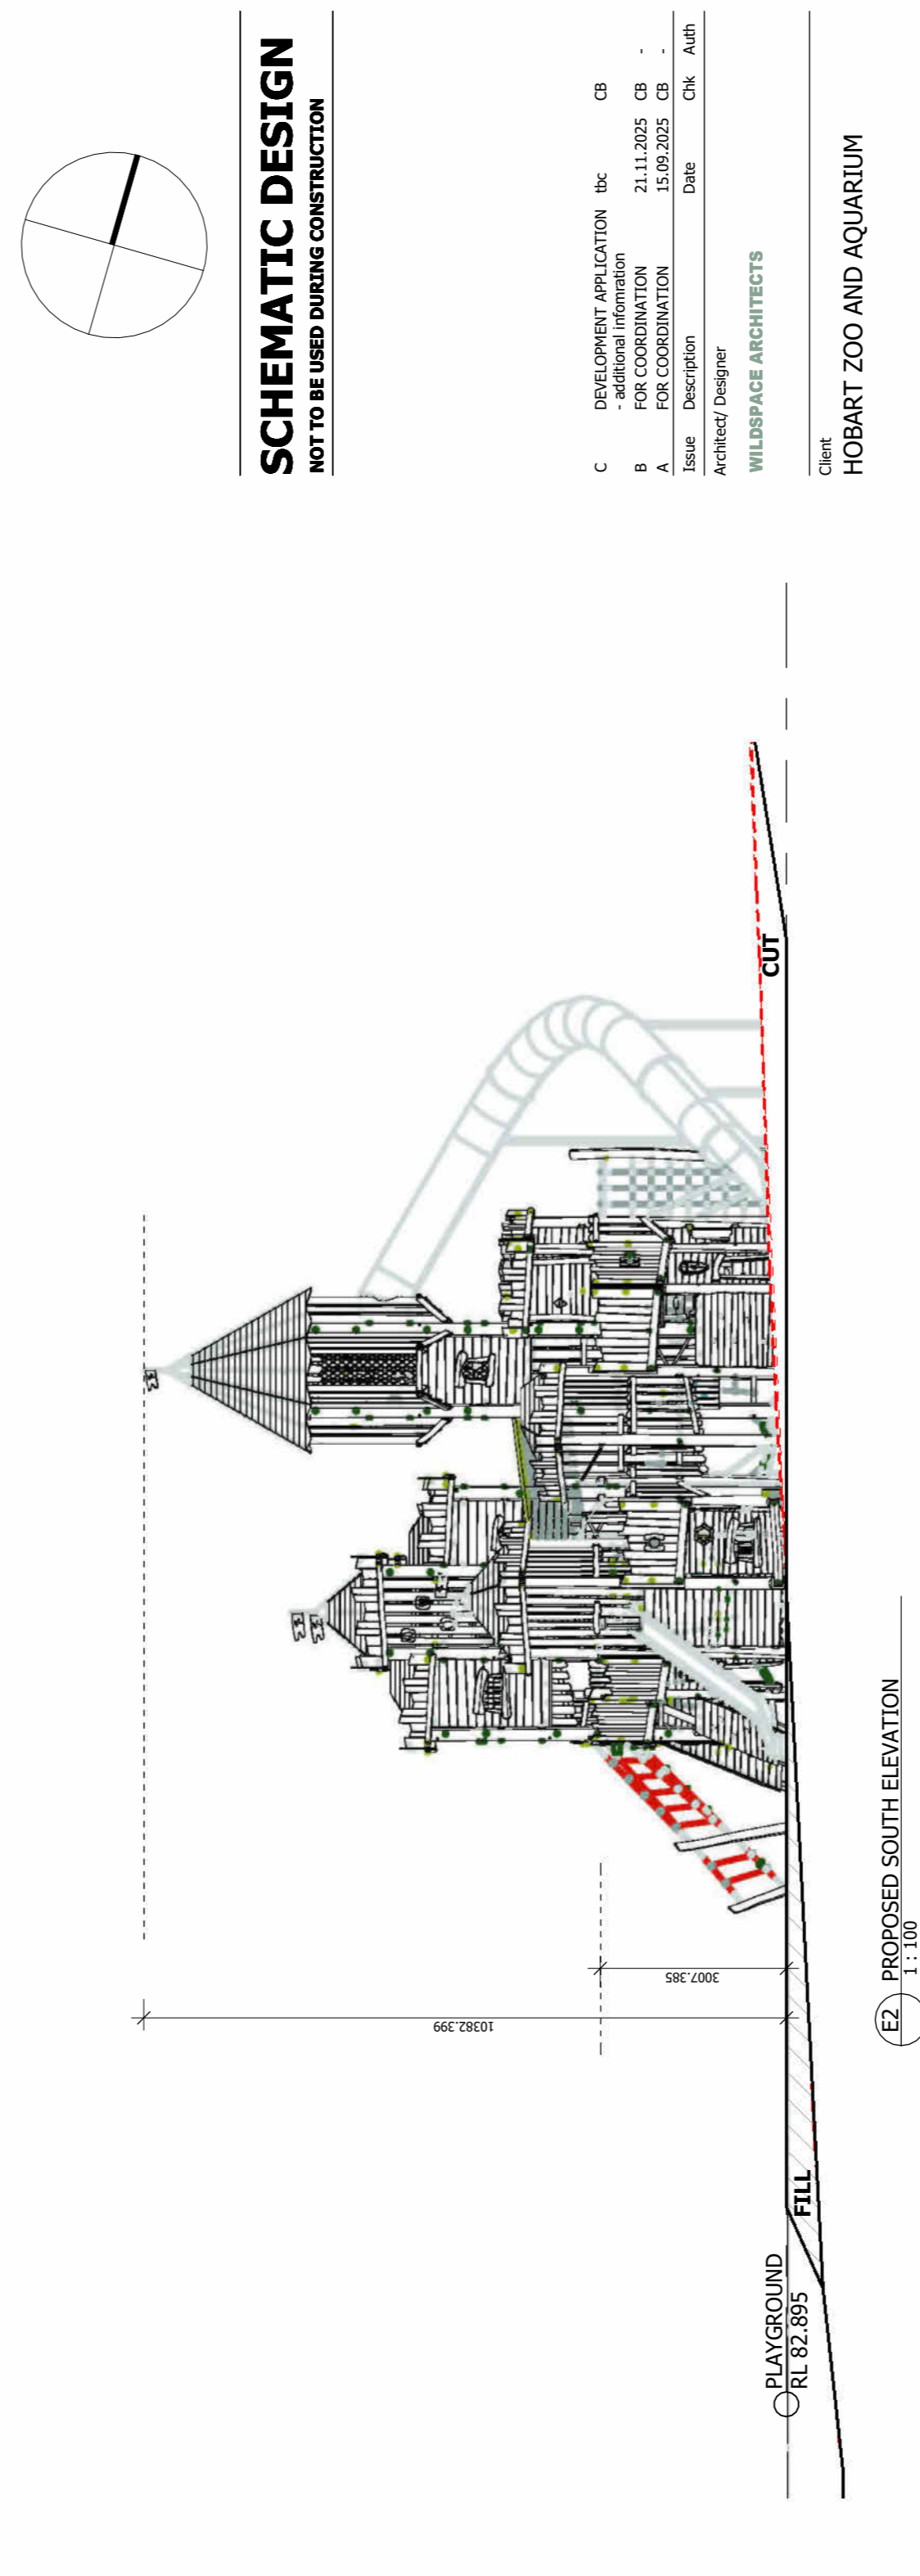 SCHEMATIC DESIGN
NOT TO BE USED DURING CONSTRUCTION
C DEVELOPMENT APPLICATION tbc CB
- additional infomration
B FOR COORDINATION 21.11.2025 CB -
A FOR COORDINATION 15.09.2025 CB -
Issue Description Date Chk Auth
Architect/ Designer
WILDSPACE ARCHITECTS
Client
HOBART ZOO AND AQUARIUM
10382.399
3007.385
CUT
FILL
PLAYGROUND
RL 82.895
E2 PROPOSED SOUTH ELEVATION
1 : 100